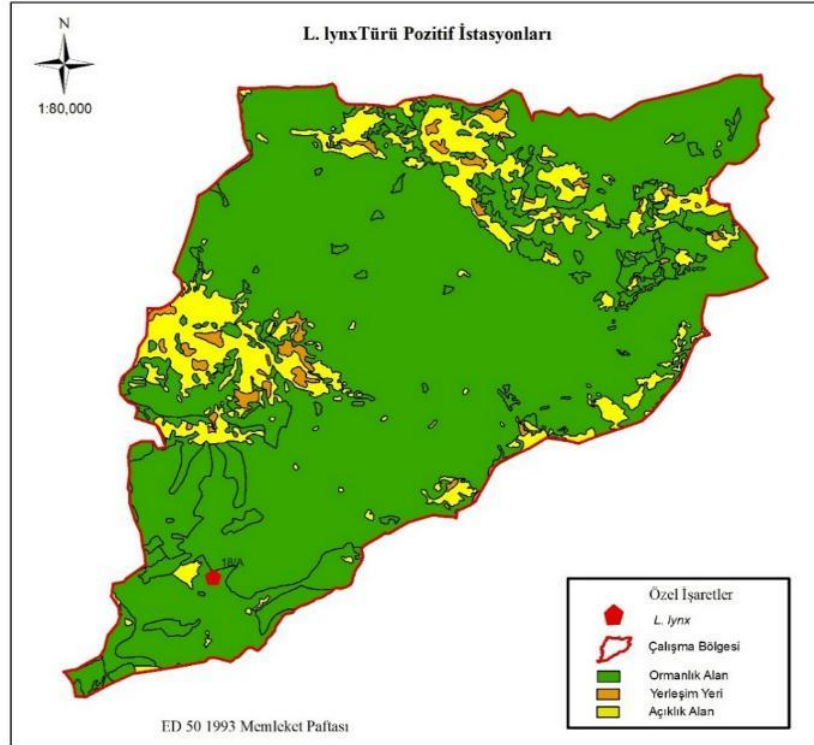 L. lynxTürü Pozitif İstasyonları
N
1:80,000
18/A
Özel İşaretler
L. lynx
Çalışma Bölgesi
Ormanlık Alan
Yerleşim Yeri
Açıklık Alan
ED 50 1993 Memleket Paftası